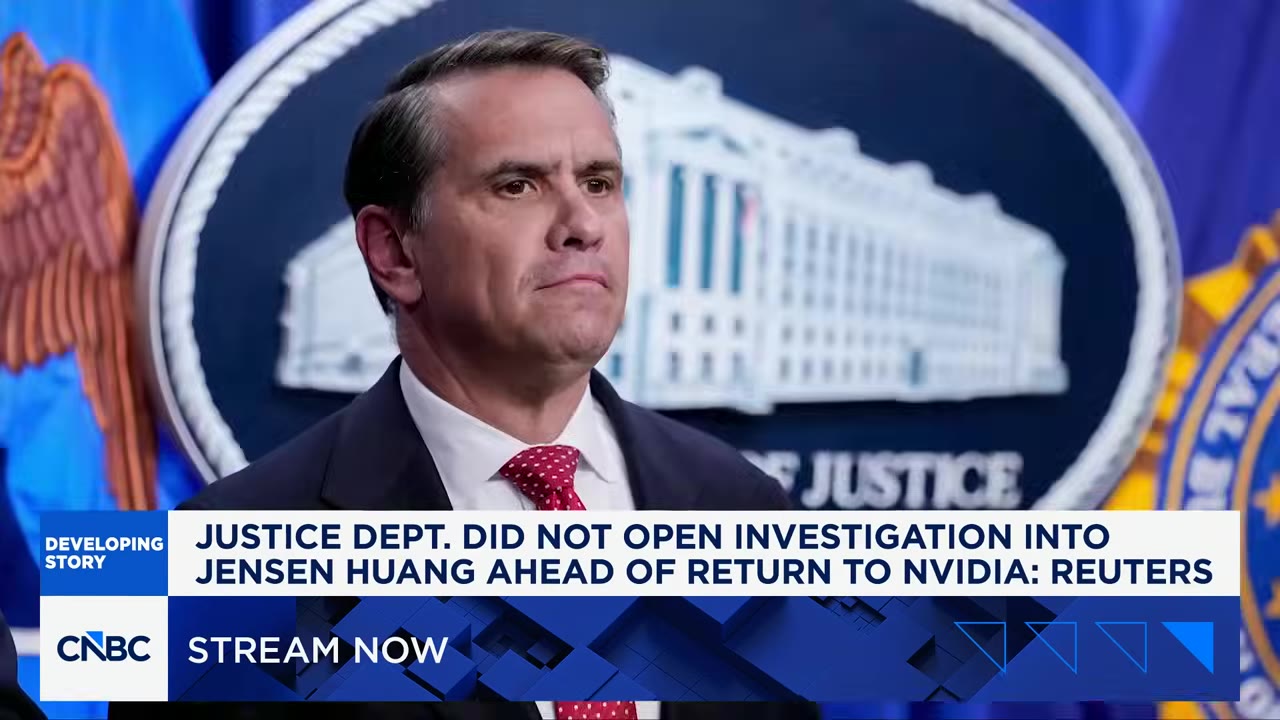 OF JUSTICE
DEVELOPING
STORY
JUSTICE DEPT. DID NOT OPEN INVESTIGATION INTO
JENSEN HUANG AHEAD OF RETURN TO NVIDIA: REUTERS
CNBC
STREAM NOW